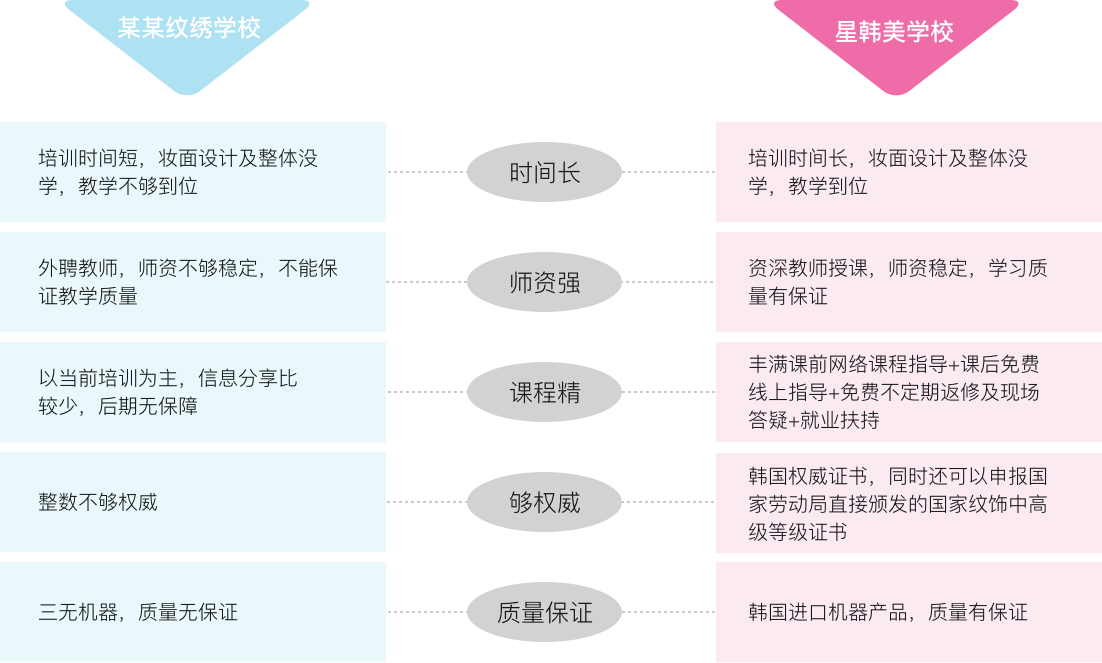 某某纹绣学校
星韩美学校
培训时间短，妆面设计及整体没
学，教学不够到位
时间长
培训时间长，妆面设计及整体没
学，教学到位
外聘教师，师资不够稳定，不能保
证教学质量
师资强
资深教师授课，师资稳定，学习质
量有保证
以当前培训为主，信息分享比
较少，后期无保障
课程精
丰满课前网络课程指导+课后免费
线上指导+免费不定期返修及现场
答疑+就业扶持
整数不够权威
够权威
韩国权威证书，同时还可以申报国
家劳动局直接颁发的国家纹饰中高
级等级证书
三无机器，质量无保证
质量保证
韩国进口机器产品，质量有保证